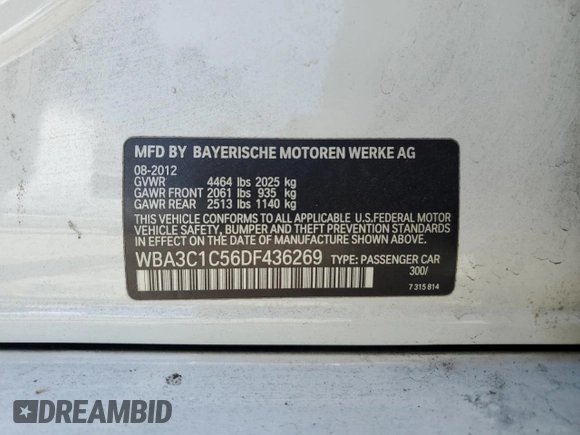 MFD BY BAYERISCHE MOTOREN WERKE AG
08-2012
GVWR 4464 lbs 2025 kg
GAWR FRONT 2061 lbs 935 kg
GAWR REAR 2513 lbs 1140 kg
THIS VEHICLE CONFORMS TO ALL APPLICABLE U.S.FEDERAL MOTOR
VEHICLE SAFETY, BUMPER AND THEFT PREVENTION STANDARDS
IN EFFECT ON THE DATE OF MANUFACTURE SHOWN ABOVE.
WBA3C1C56DF436269 TYPE: PASSENGER CAR
300/
7 315 814
DREAMBID